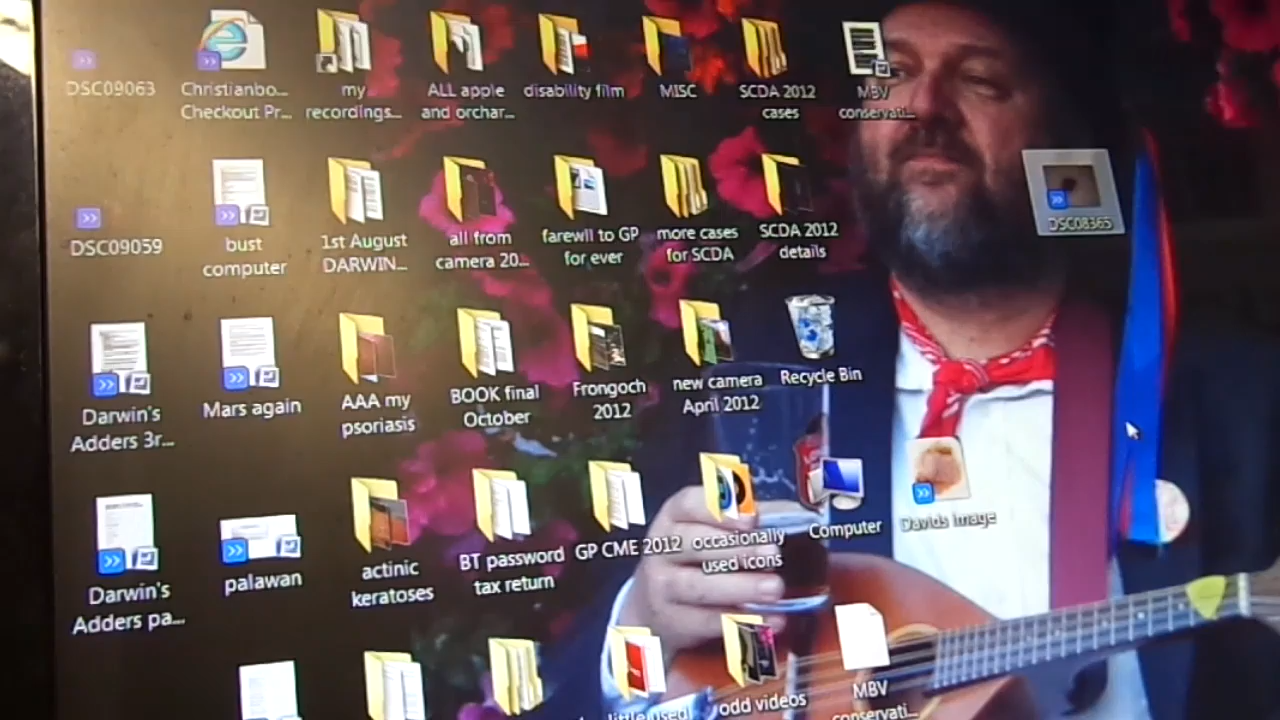 DSC09063
Christianbo...
Checkout Pr...
my
recordings...
ALL apple
and orchar...
disability film
MISC
SCDA 2012
cases
MBV
conservati...
DSC09059
bust
computer
1st August
DARWIN...
all from
camera 20...
farewll to GP
for ever
more cases
for SCDA
SCDA 2012
details
DSC08365
Darwin's
Adders 3r...
Mars again
AAA my
psoriasis
BOOK final
October
Frongoch
2012
new camera
April 2012
Recycle Bin
Darwin's
Adders pa...
palawan
actinic
keratoses
BT password
tax return
GP CME 2012
occasionally
used icons
Computer
Davids image
little used
odd videos
MBV
conservati...